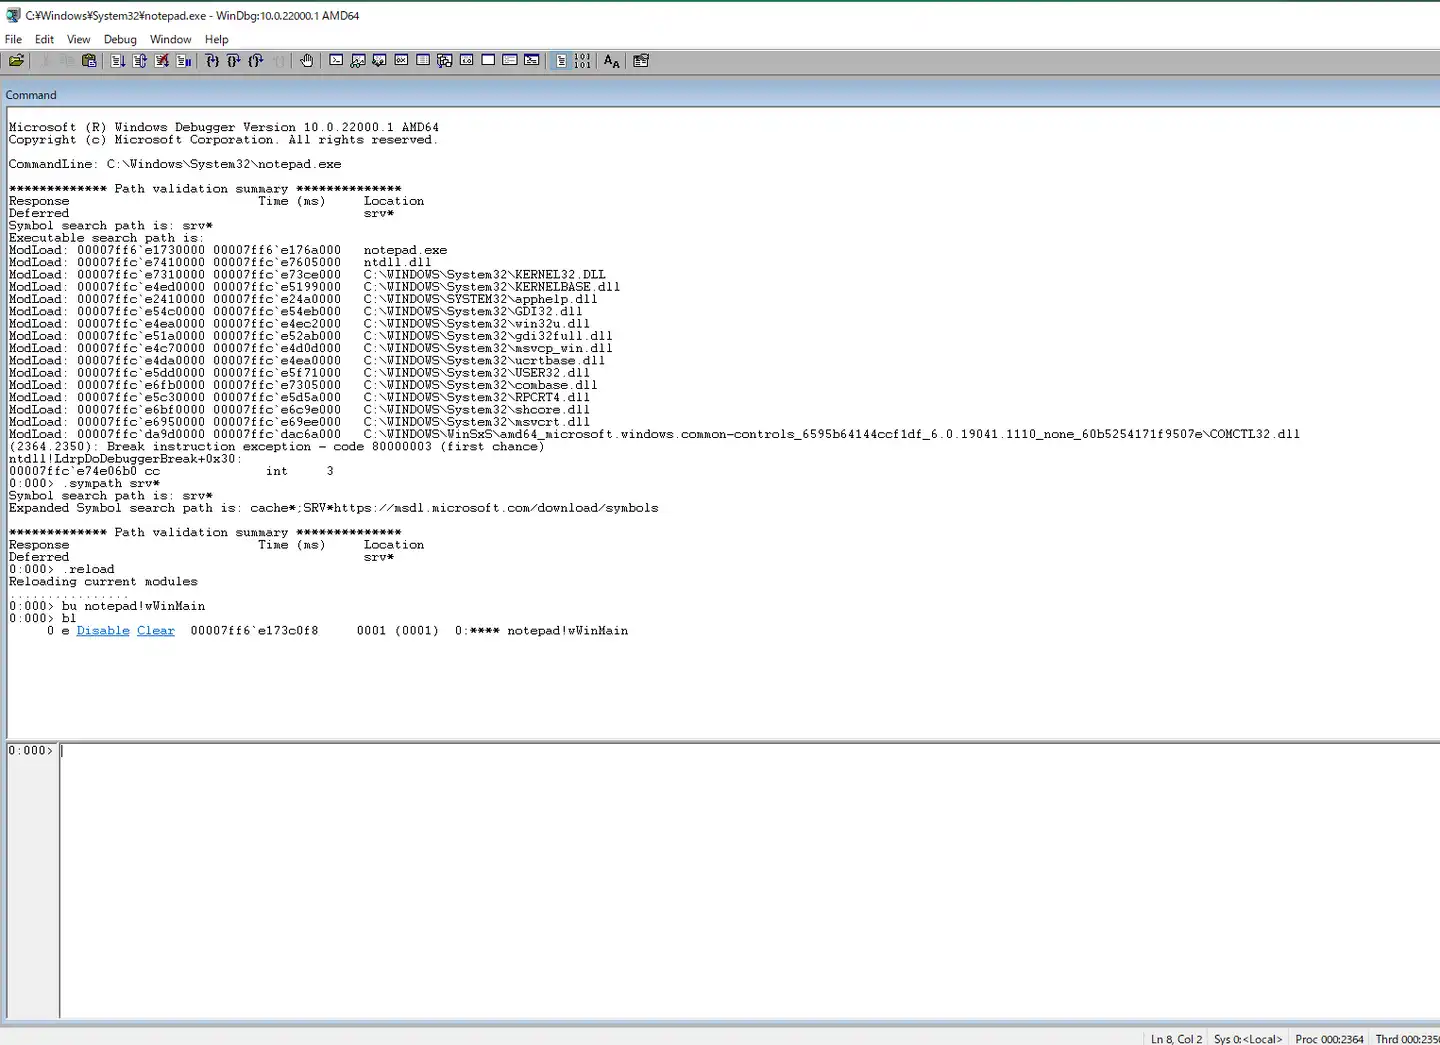 C:¥Windows¥System32¥notepad.exe - WinDbg:10.0.22000.1 AMD64
File Edit View Debug Window Help
Command
Microsoft (R) Windows Debugger Version 10.0.22000.1 AMD64
Copyright (c) Microsoft Corporation. All rights reserved.
CommandLine: C:\Windows\System32\notepad.exe
************* Path validation summary **************
Response Time (ms) Location
Deferred srv*
Symbol search path is: srv*
Executable search path is:
ModLoad: 00007ff6`e1730000 00007ff6`e176a000 notepad.exe
ModLoad: 00007ffc`e7410000 00007ffc`e7605000 ntdll.dll
ModLoad: 00007ffc`e7310000 00007ffc`e73ce000 C:\WINDOWS\System32\KERNEL32.DLL
ModLoad: 00007ffc`e4ed0000 00007ffc`e5199000 C:\WINDOWS\System32\KERNELBASE.dll
ModLoad: 00007ffc`e2410000 00007ffc`e24a0000 C:\WINDOWS\SYSTEM32\apphelp.dll
ModLoad: 00007ffc`e54c0000 00007ffc`e54eb000 C:\WINDOWS\System32\GDI32.dll
ModLoad: 00007ffc`e4ea0000 00007ffc`e4ec2000 C:\WINDOWS\System32\win32u.dll
ModLoad: 00007ffc`e51a0000 00007ffc`e52ab000 C:\WINDOWS\System32\gdi32full.dll
ModLoad: 00007ffc`e4c70000 00007ffc`e4d0d000 C:\WINDOWS\System32\msvcp_win.dll
ModLoad: 00007ffc`e4da0000 00007ffc`e4ea0000 C:\WINDOWS\System32\ucrtbase.dll
ModLoad: 00007ffc`e5dd0000 00007ffc`e5f71000 C:\WINDOWS\System32\USER32.dll
ModLoad: 00007ffc`e6fb0000 00007ffc`e7305000 C:\WINDOWS\System32\combase.dll
ModLoad: 00007ffc`e5c30000 00007ffc`e5d5a000 C:\WINDOWS\System32\RPCRT4.dll
ModLoad: 00007ffc`e6bf0000 00007ffc`e6c9e000 C:\WINDOWS\System32\shcore.dll
ModLoad: 00007ffc`e6950000 00007ffc`e69ee000 C:\WINDOWS\System32\msvcrt.dll
ModLoad: 00007ffc`da9d0000 00007ffc`dac6a000 C:\WINDOWS\WinSxS\amd64_microsoft.windows.common-controls_6595b64144ccf1df_6.0.19041.1110_none_60b5254171f9507e\COMCTL32.dll
(2364.2350): Break instruction exception - code 80000003 (first chance)
ntdll!LdrpDoDebuggerBreak+0x30:
00007ffc`e74e06b0 cc int 3
0:000> .sympath srv*
Symbol search path is: srv*
Expanded Symbol search path is: cache*;SRV*https://msdl.microsoft.com/download/symbols
************* Path validation summary **************
Response Time (ms) Location
Deferred srv*
0:000> .reload
Reloading current modules
................
0:000> bu notepad!wWinMain
0:000> bl
0 e Disable Clear 00007ff6`e173c0f8 0001 (0001) 0:**** notepad!wWinMain
0:000>
Ln 8, Col 2 Sys 0:<Local> Proc 000:2364 Thrd 000:235